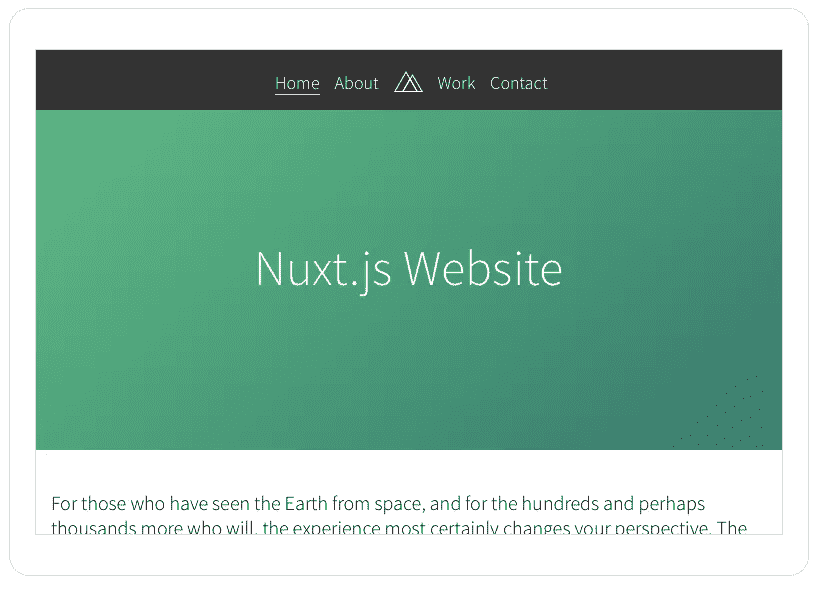 Home About Work Contact
Nuxt.js Website
For those who have seen the Earth from space, and for the hundreds and perhaps
thousands more who will, the experience most certainly changes your perspective. The